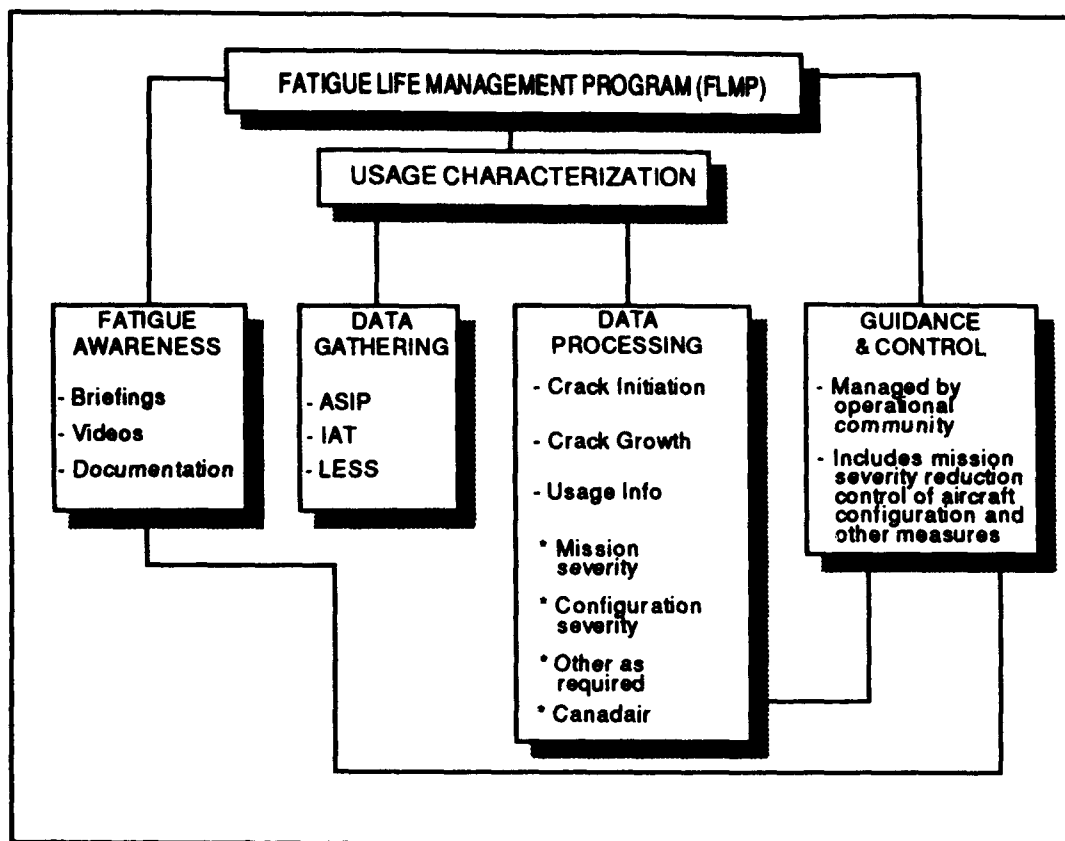 FATIGUE LIFE MANAGEMENT PROGRAM (FLMP)
USAGE CHARACTERIZATION
FATIGUE
AWARENESS
- Briefings
- Videos
- Documentation
DATA
GATHERING
- ASIP
- IAT
- LESS
DATA
PROCESSING
- Crack Initiation
- Crack Growth
- Usage Info
* Mission
severity
* Configuration
severity
* Other as
required
* Canadair
GUIDANCE
& CONTROL
- Managed by
operational
community
- Includes mission
severity reduction
control of aircraft
configuration and
other measures